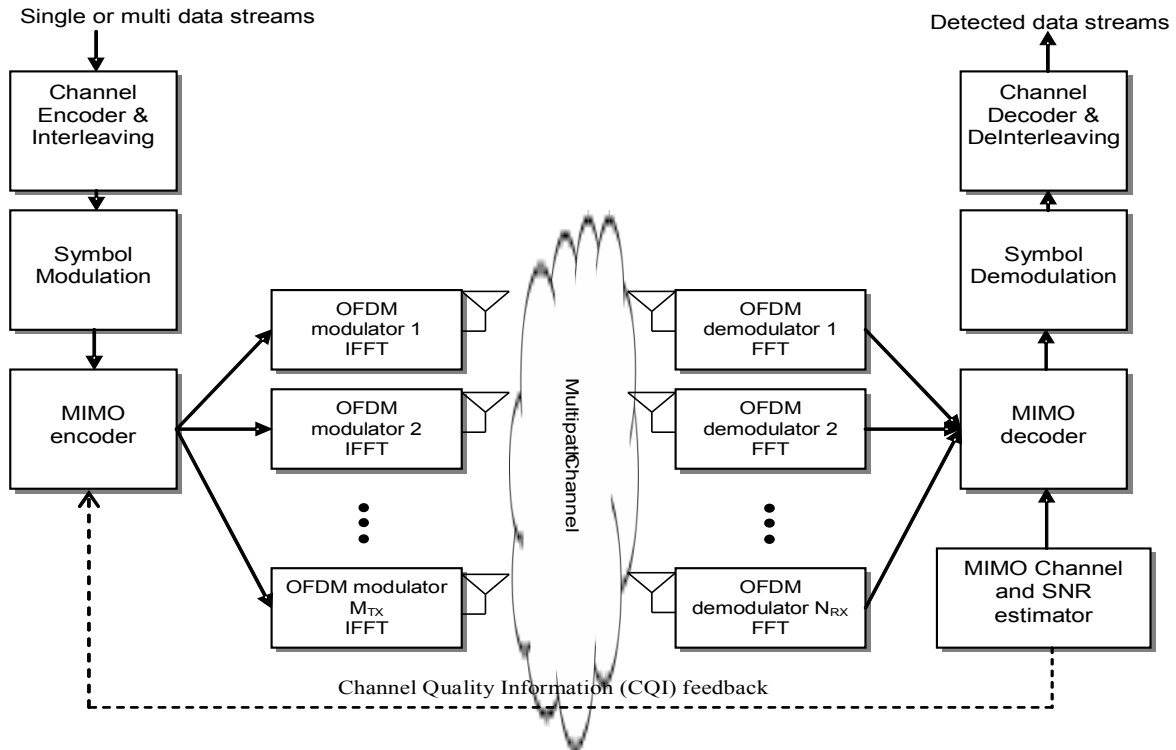 Single or multi data streams
Detected data streams
Channel
Encoder &
Interleaving
Channel
Decoder &
DeInterleaving
Symbol
Modulation
Symbol
Demodulation
OFDM
modulator 1
IFFT
OFDM
demodulator 1
FFT
MIMO
encoder
OFDM
modulator 2
IFFT
Multipath Channel
OFDM
demodulator 2
FFT
MIMO
decoder
OFDM modulator
MTX
IFFT
OFDM
demodulator NRX
FFT
MIMO Channel
and SNR
estimator
Channel Quality Information (CQI) feedback